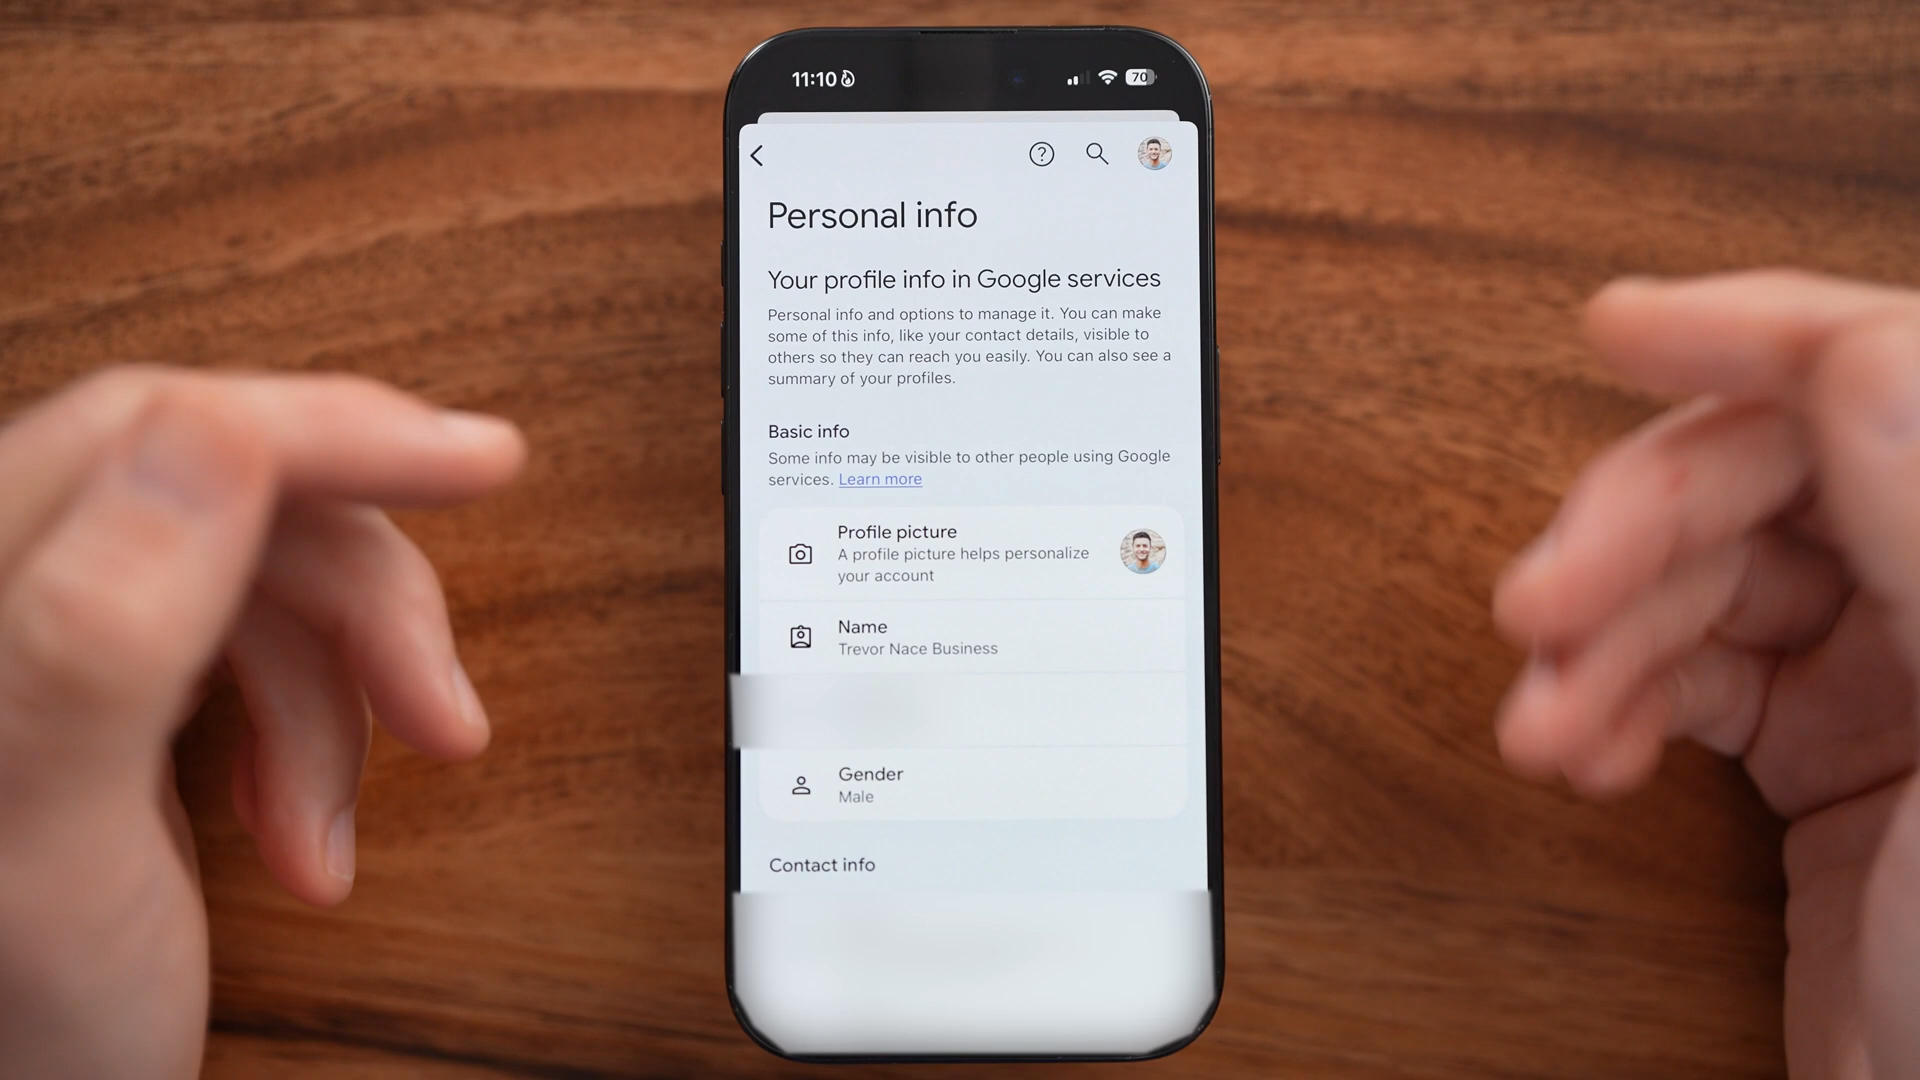 11:10
70
Personal info
Your profile info in Google services
Personal info and options to manage it. You can make
some of this info, like your contact details, visible to
others so they can reach you easily. You can also see a
summary of your profiles.
Basic info
Some info may be visible to other people using Google
services. Learn more
Profile picture
A profile picture helps personalize
your account
Name
Trevor Nace Business
Gender
Male
Contact info